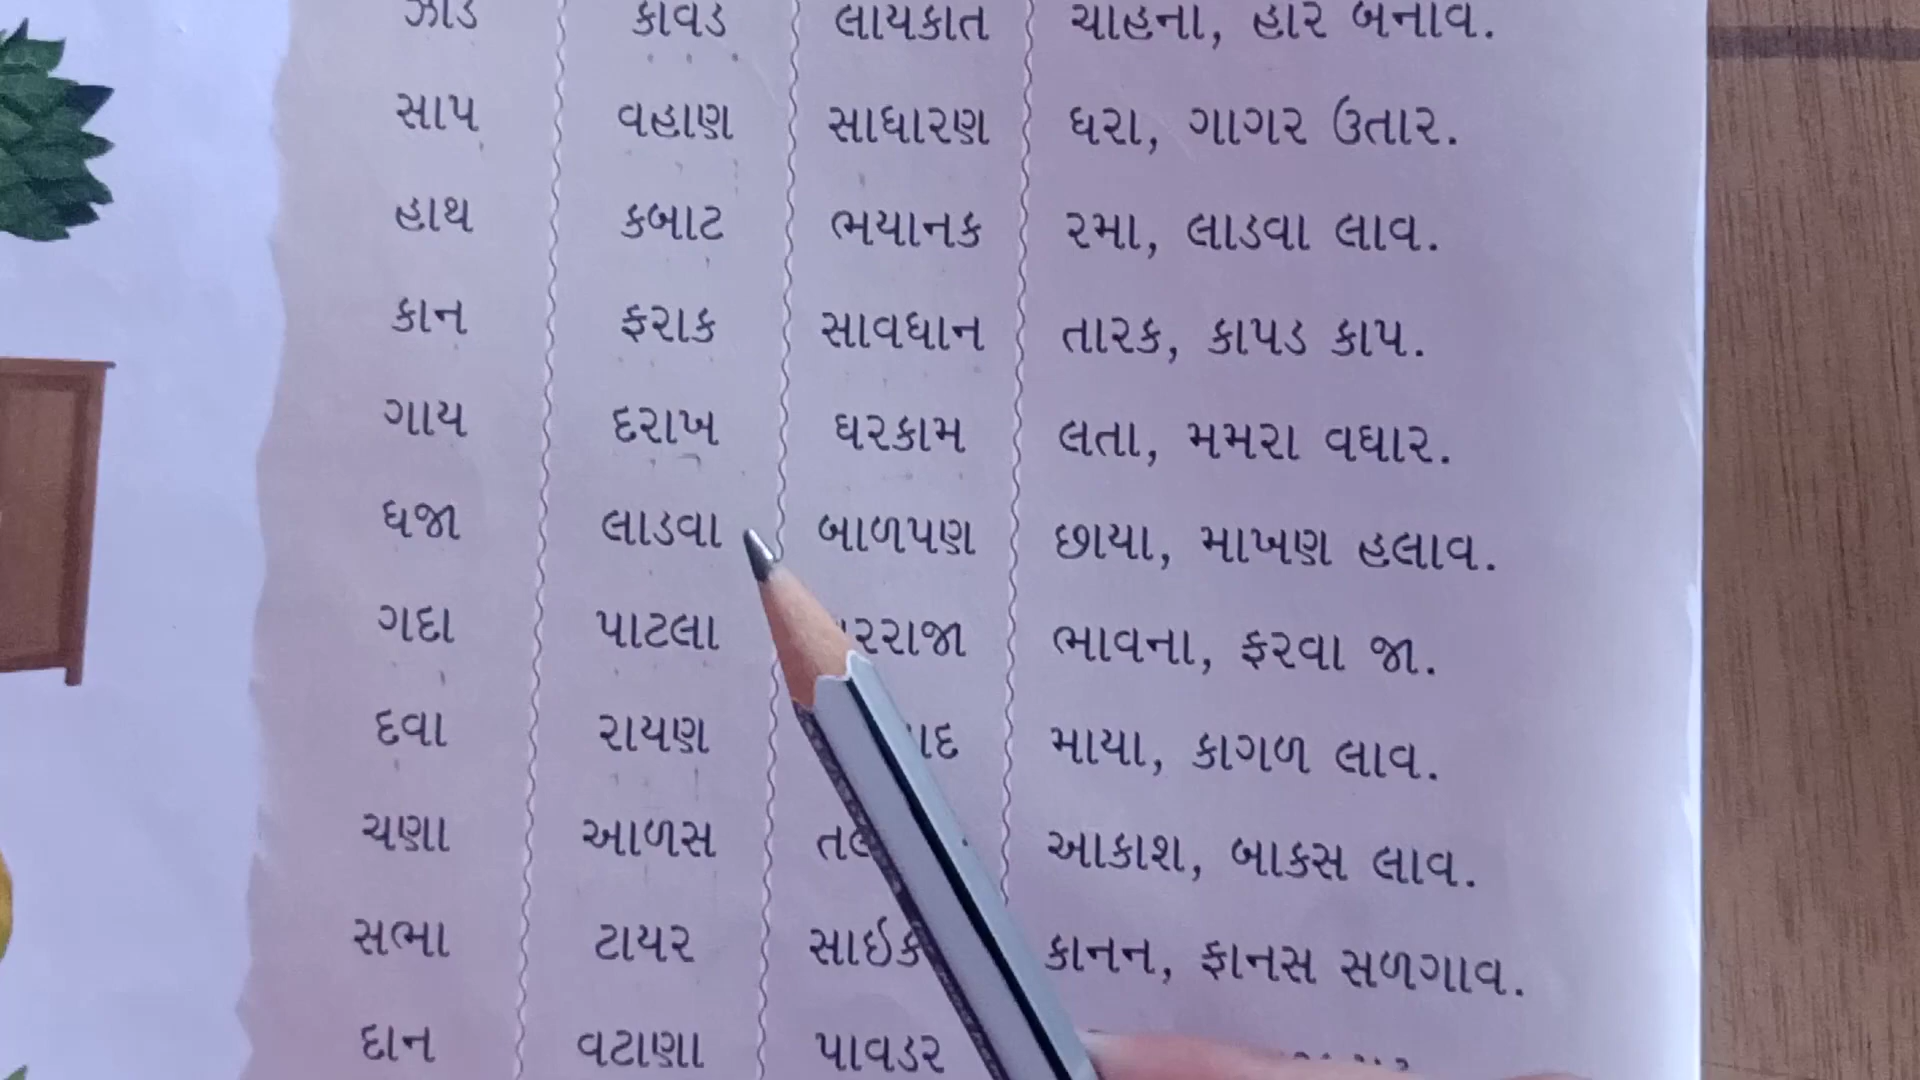 ઝાડ કાવડ લાયકાત ચાહના, હાર બનાવ.
સાપ વહાણ સાધારણ ધરા, ગાગર ઉતાર.
હાથ કબાટ ભયાનક રમા, લાડવા લાવ.
કાન ફરાક સાવધાન તારક, કાપડ કાપ.
ગાય દરાખ ઘરકામ લતા, મમરા વઘાર.
ધજા લાડવા બાળપણ છાયા, માખણ હલાવ.
ગદા પાટલા ભાવના, ફરવા જા.
દવા રાયણ માયા, કાગળ લાવ.
ચણા આળસ આકાશ, બાકસ લાવ.
સભા ટાયર કાનન, ફાનસ સળગાવ.
દાન વટાણા પાવડર